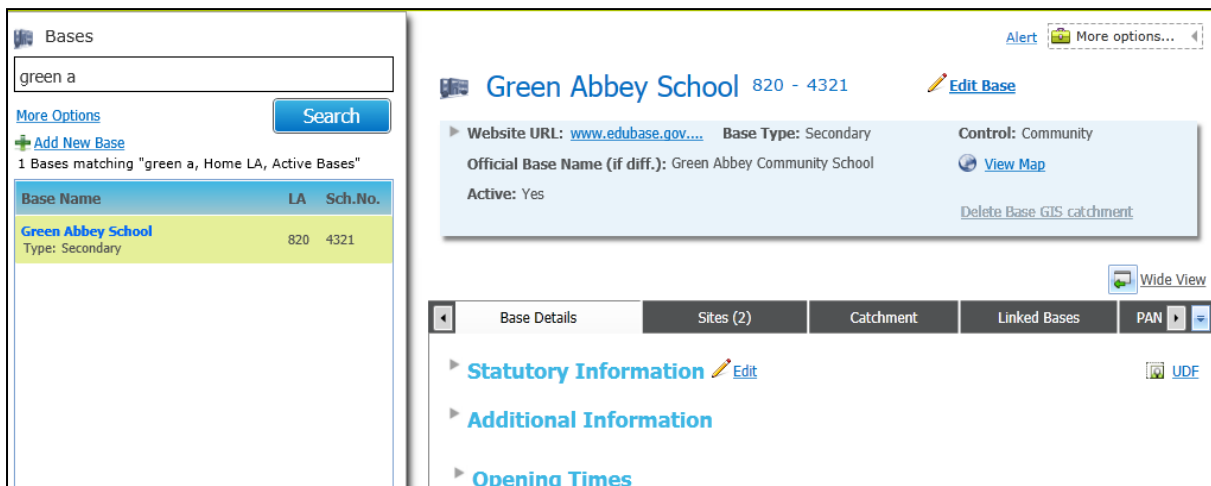 Bases
green a
More Options
Search
Add New Base
1 Bases matching "green a, Home LA, Active Bases"
Base Name LA Sch.No.
Green Abbey School
Type: Secondary
820 4321
Alert More options...
Green Abbey School 820 - 4321 Edit Base
Website URL: www.edubase.gov.... Base Type: Secondary Control: Community
Official Base Name (if diff.): Green Abbey Community School View Map
Active: Yes
Delete Base GIS catchment
Wide View
Base Details Sites (2) Catchment Linked Bases PAN
Statutory Information Edit UDF
Additional Information
Opening Times